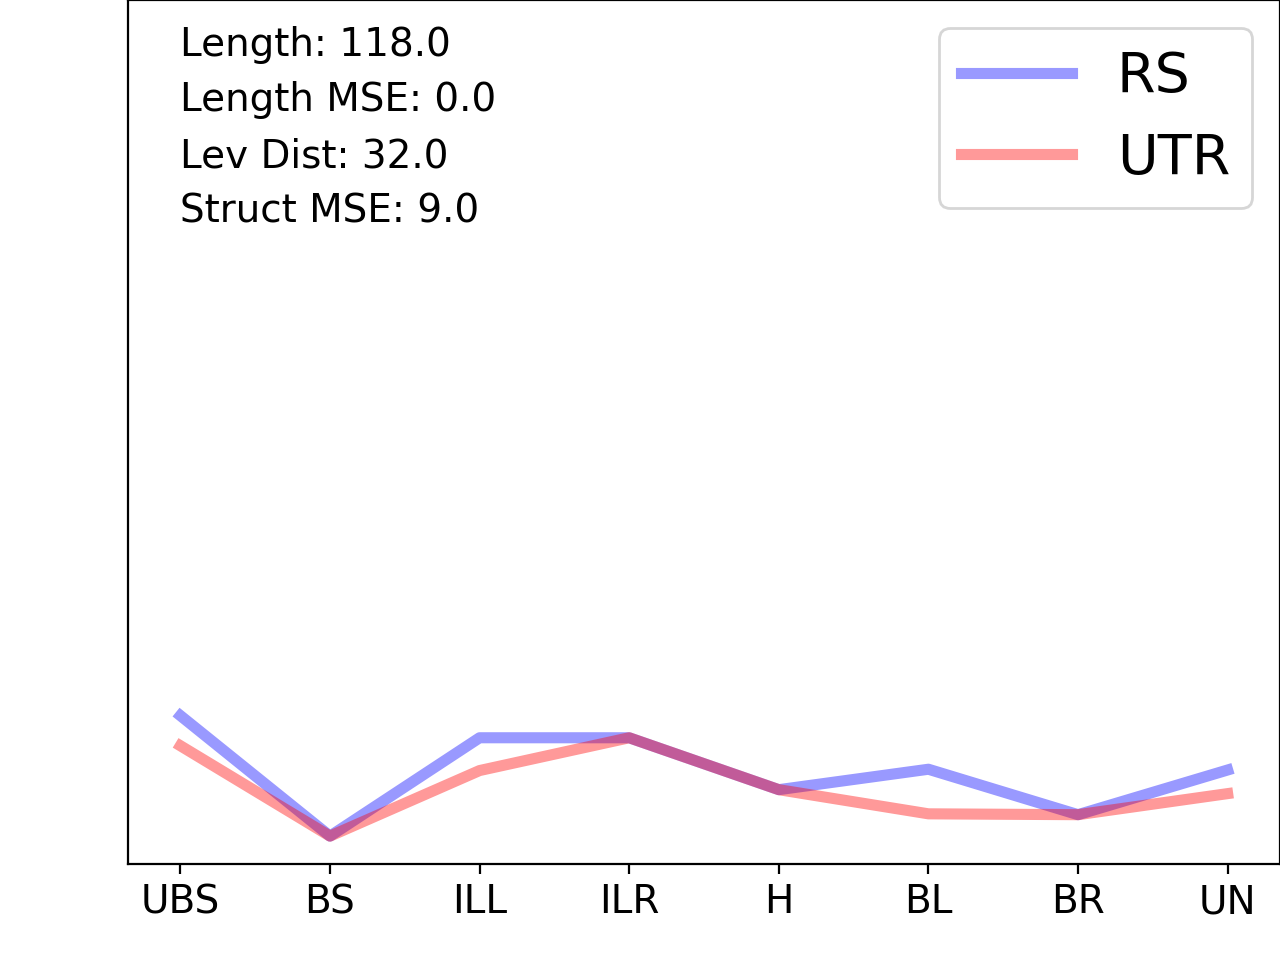 Length: 118.0
Length MSE: 0.0
Lev Dist: 32.0
Struct MSE: 9.0
RS
UTR
UBS BS ILL ILR H BL BR UN